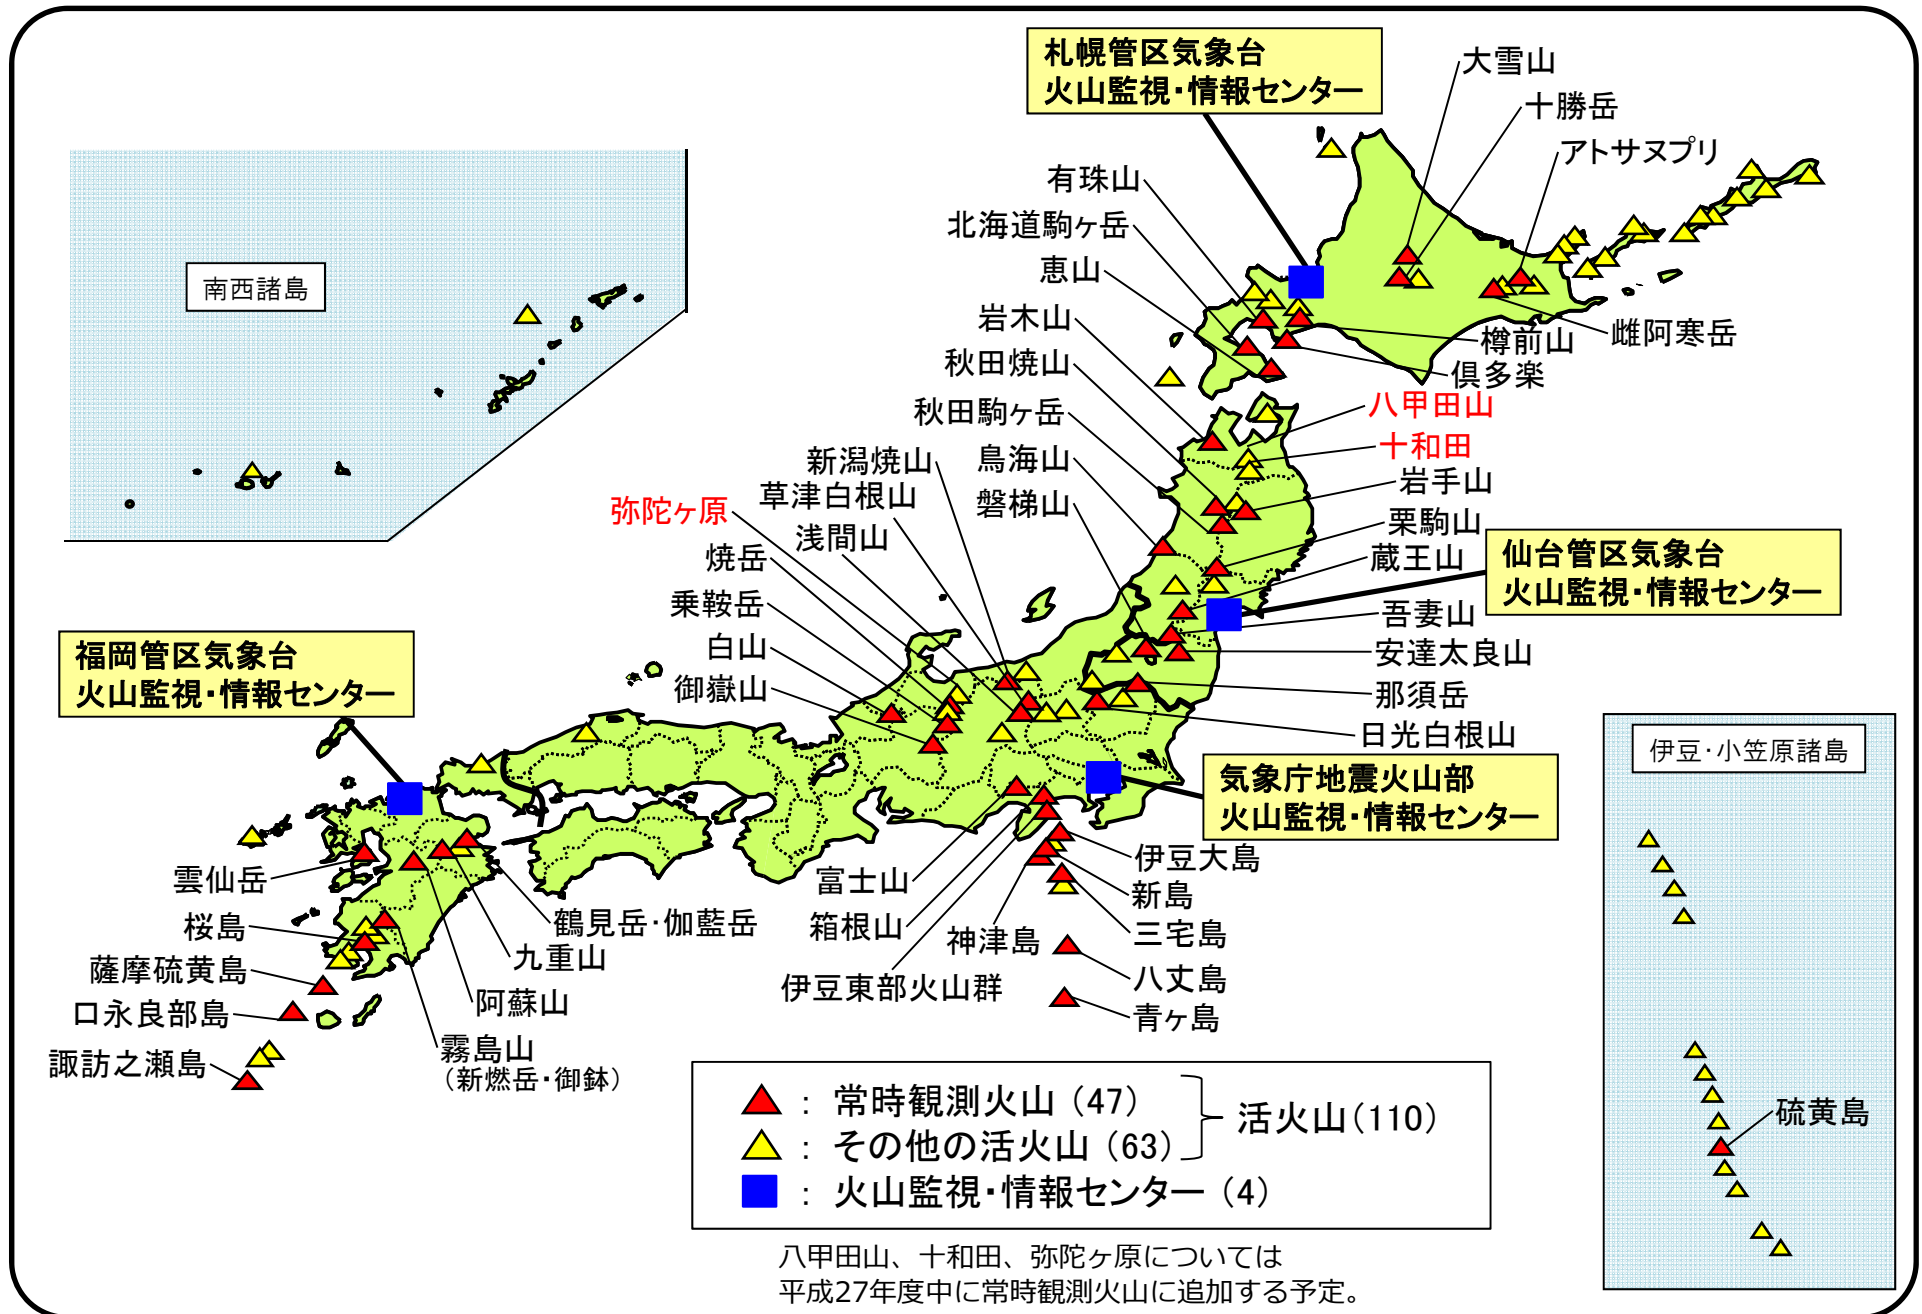 札幌管区気象台
火山監視・情報センター
大雪山
十勝岳
アトサヌプリ
有珠山
北海道駒ヶ岳
恵山
岩木山
秋田焼山
秋田駒ヶ岳
鳥海山
磐梯山
新潟焼山
草津白根山
浅間山
弥陀ヶ原
焼岳
乗鞍岳
白山
御嶽山
南西諸島
雌阿寒岳
樽前山
倶多楽
八甲田山
十和田
岩手山
栗駒山
蔵王山
吾妻山
安達太良山
那須岳
日光白根山
仙台管区気象台
火山監視・情報センター
福岡管区気象台
火山監視・情報センター
気象庁地震火山部
火山監視・情報センター
伊豆・小笠原諸島
硫黄島
雲仙岳
桜島
薩摩硫黄島
口永良部島
諏訪之瀬島
鶴見岳・伽藍岳
九重山
阿蘇山
霧島山
（新燃岳・御鉢）
富士山
箱根山
伊豆東部火山群
神津島
伊豆大島
新島
三宅島
八丈島
青ヶ島
： 常時観測火山（47）
： その他の活火山（63）
活火山（110）
： 火山監視・情報センター（4）
八甲田山、十和田、弥陀ヶ原については
平成27年度中に常時観測火山に追加する予定。